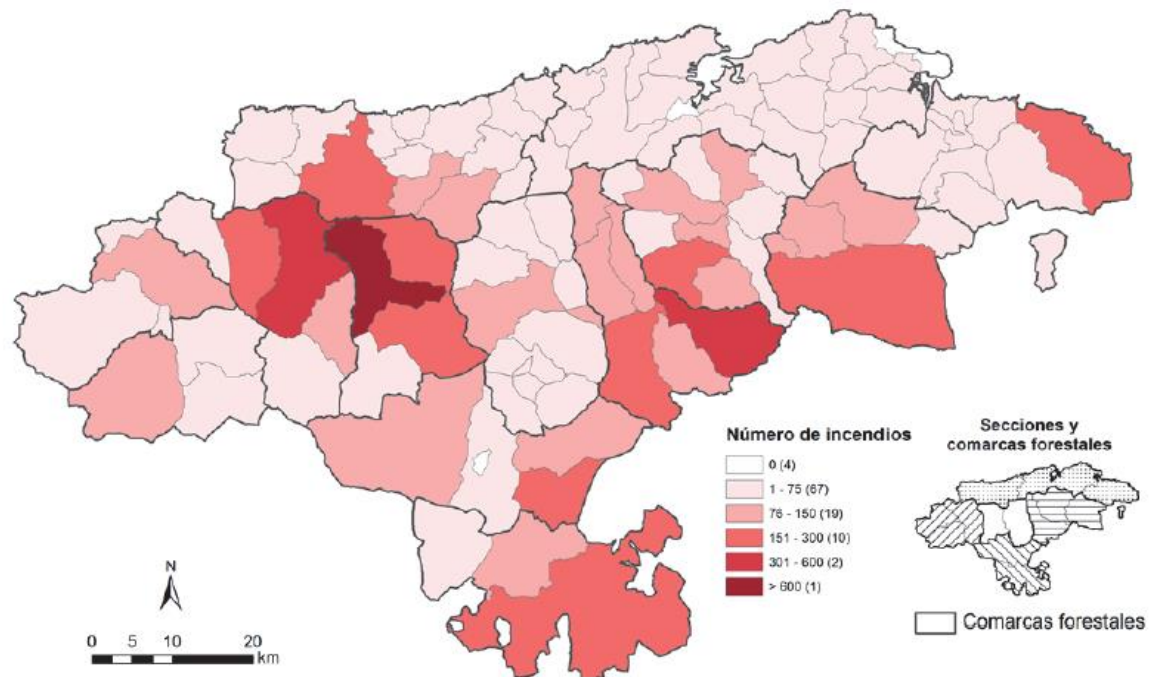 Número de incendios
0 (4)
1 - 75 (67)
76 - 150 (19)
151 - 300 (10)
301 - 600 (2)
> 600 (1)
Secciones y
comarcas forestales
Comarcas forestales
N
0 5 10 20
km